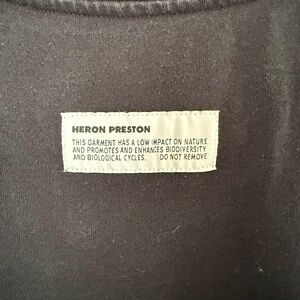 HERON PRESTON
THIS GARMENT HAS A LOW IMPACT ON NATURE
AND PROMOTES AND ENHANCES BIODIVERSITY
AND BIOLOGICAL CYCLES. DO NOT REMOVE